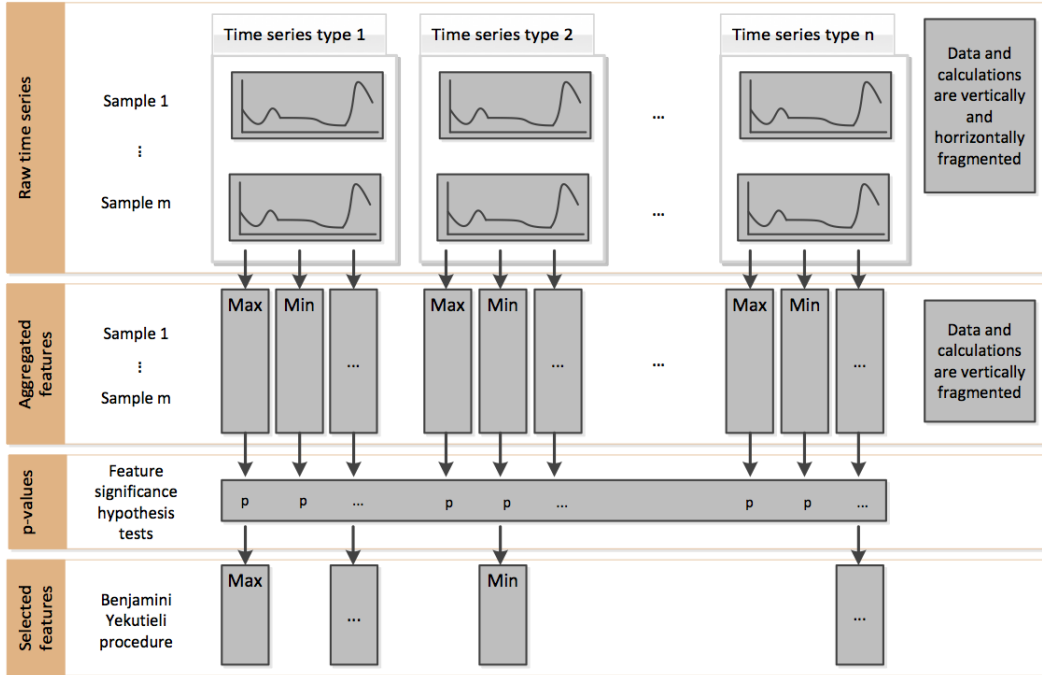 Raw time series
Time series type 1
Time series type 2
Time series type n
Sample 1
⋮
Sample m
...
...
Data and
calculations
are vertically
and
horrizontally
fragmented
Aggregated
features
Sample 1
⋮
Sample m
Max
Min
...
Max
Min
...
...
Max
Min
...
Data and
calculations
are vertically
fragmented
p-values
Feature
significance
hypothesis
tests
p p ... p p ... p p ...
Selected
features
Benjamini
Yekutieli
procedure
Max
...
Min
...